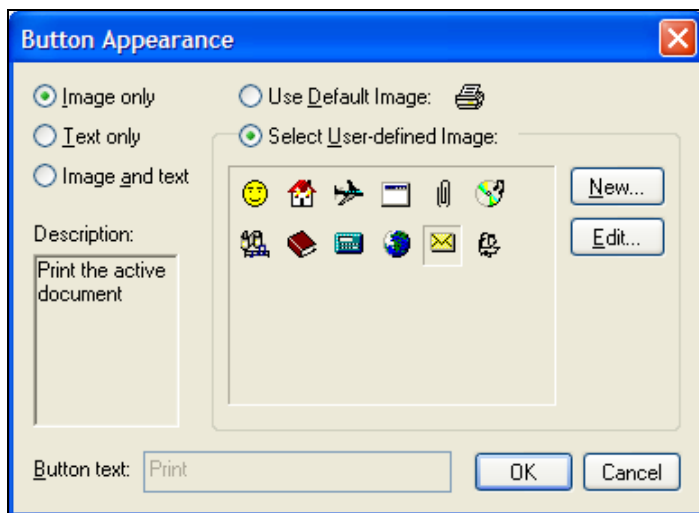 Button Appearance
Image only
Use Default Image:
Text only
Select User-defined Image:
Image and text
New...
Description:
Edit...
Print the active
document
Button text:
Print
OK
Cancel